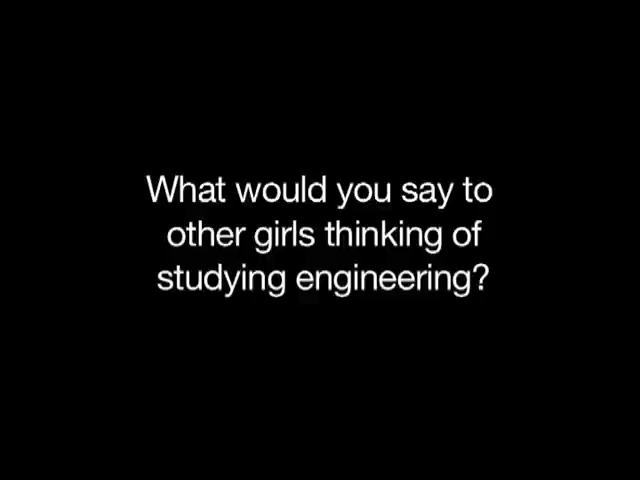 What would you say to
other girls thinking of
studying engineering?